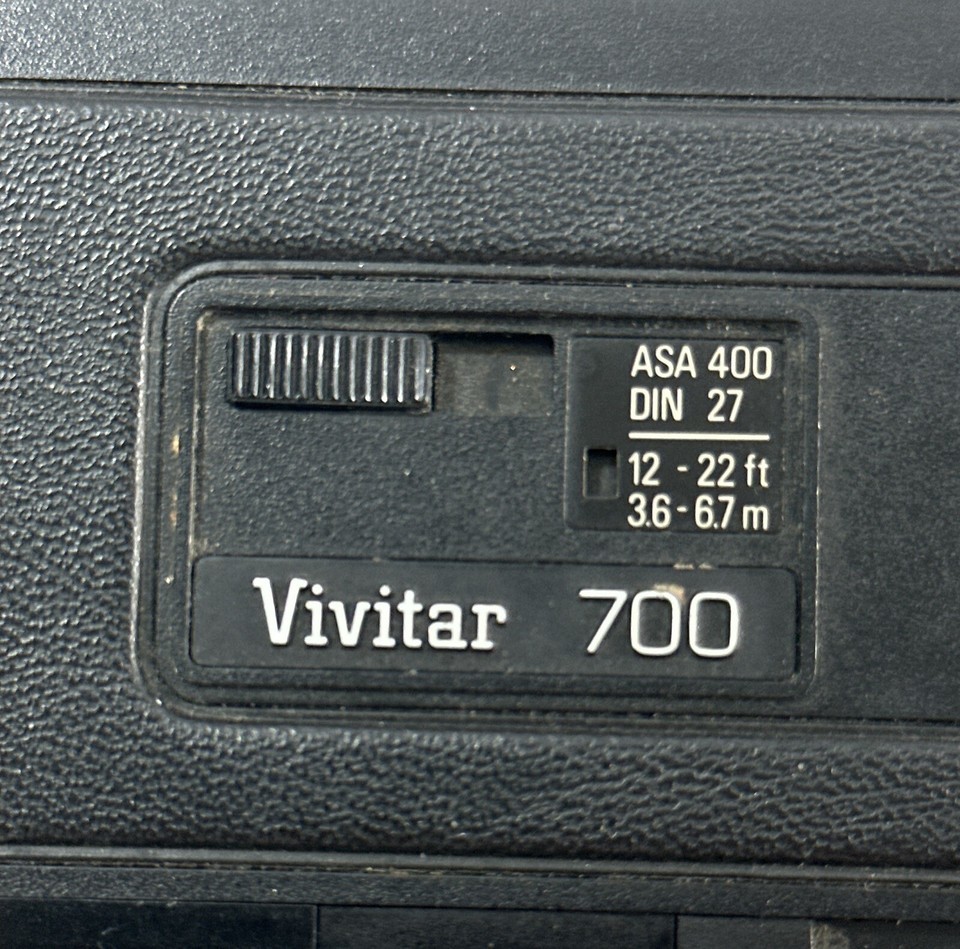 ASA 400
DIN 27
12 - 22 ft
3.6 - 6.7 m
Vivitar 700